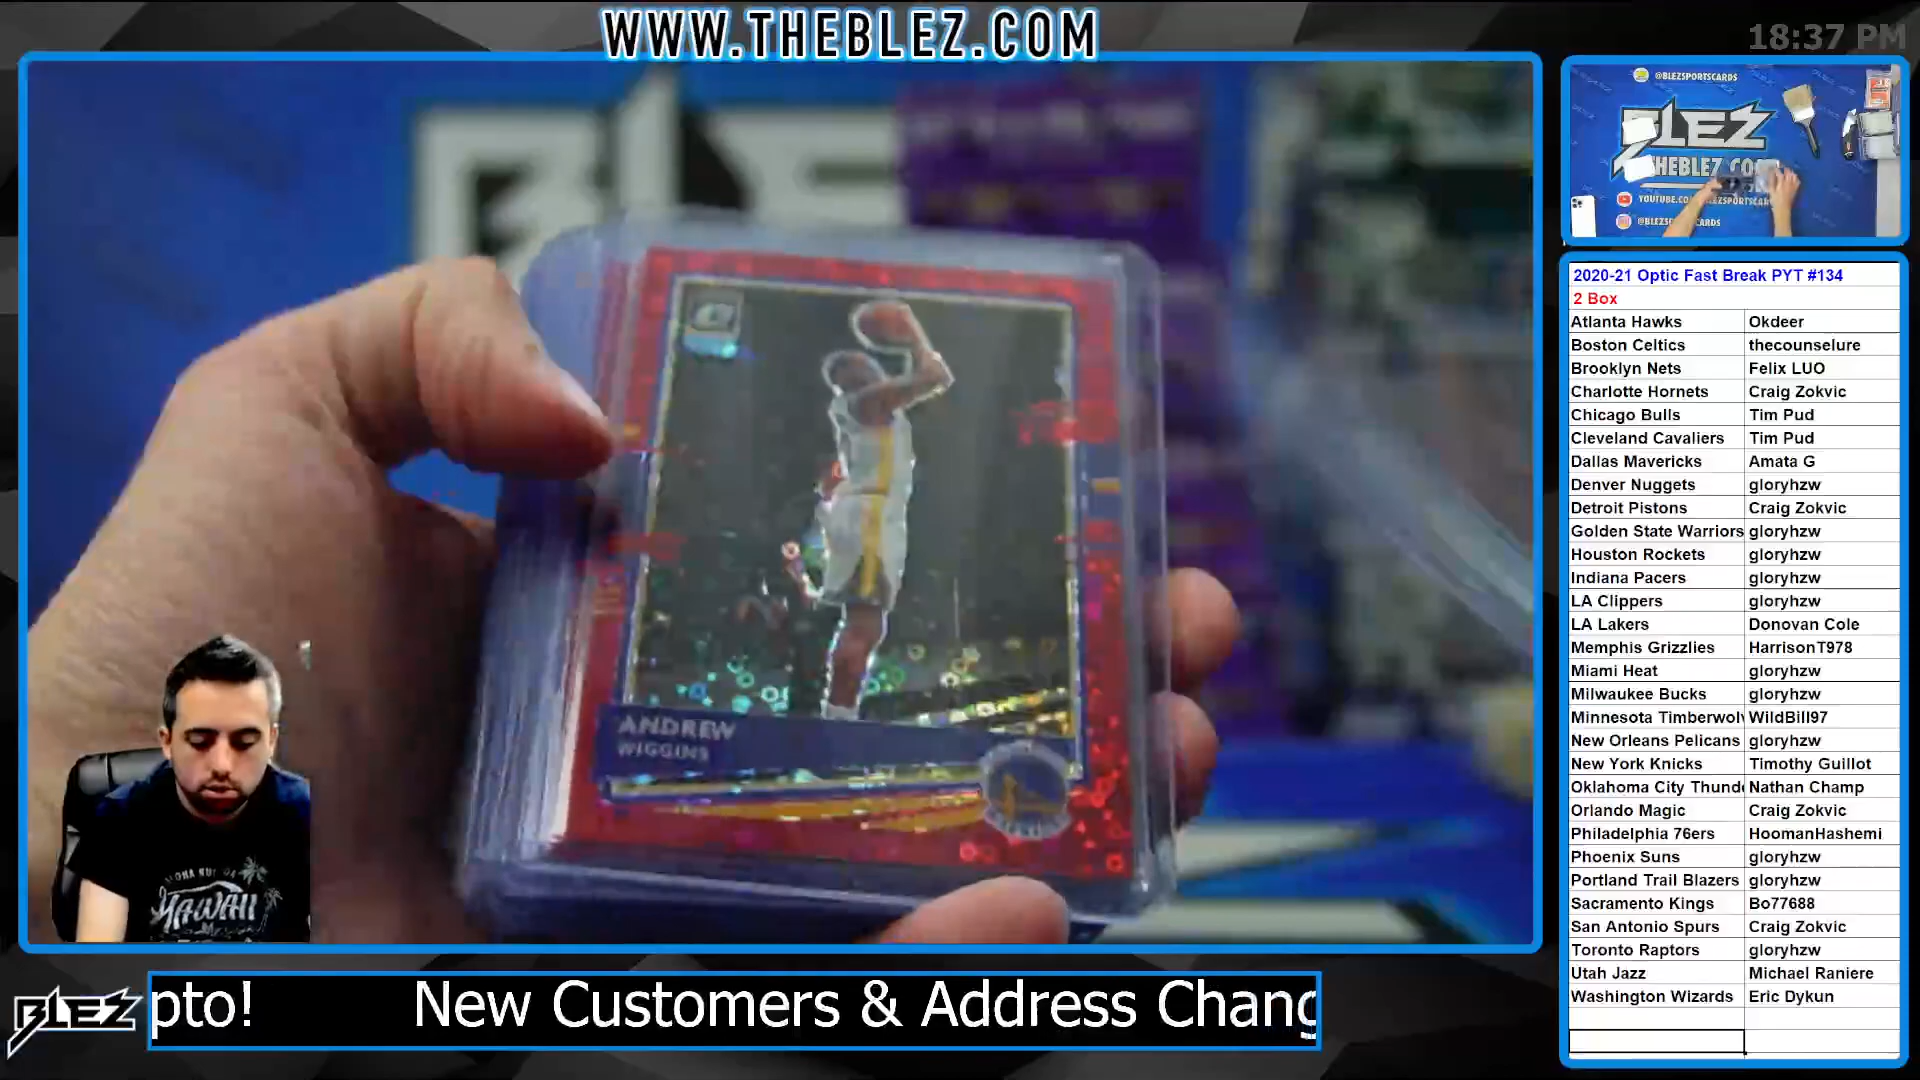 WWW.THEBLEZ.COM
18:37 PM
@BLEZSPORTSCARDS
BLEZ
THEBLEZ.CO
ANDREW
WIGGINS
2020-21 Optic Fast Break PYT #134
2 Box
Atlanta Hawks Okdeer
Boston Celtics thecounselure
Brooklyn Nets Felix LUO
Charlotte Hornets Craig Zokvic
Chicago Bulls Tim Pud
Cleveland Cavaliers Tim Pud
Dallas Mavericks Amata G
Denver Nuggets gloryhzw
Detroit Pistons Craig Zokvic
Golden State Warriors gloryhzw
Houston Rockets gloryhzw
Indiana Pacers gloryhzw
LA Clippers gloryhzw
LA Lakers Donovan Cole
Memphis Grizzlies HarrisonT978
Miami Heat gloryhzw
Milwaukee Bucks gloryhzw
Minnesota Timberwolv WildBill97
New Orleans Pelicans gloryhzw
New York Knicks Timothy Guillot
Oklahoma City Thunde Nathan Champ
Orlando Magic Craig Zokvic
Philadelphia 76ers HoomanHashemi
Phoenix Suns gloryhzw
Portland Trail Blazers gloryhzw
Sacramento Kings Bo77688
San Antonio Spurs Craig Zokvic
Toronto Raptors gloryhzw
Utah Jazz Michael Raniere
Washington Wizards Eric Dykun
HAWAII
BLEZ
pto! New Customers & Address Chang